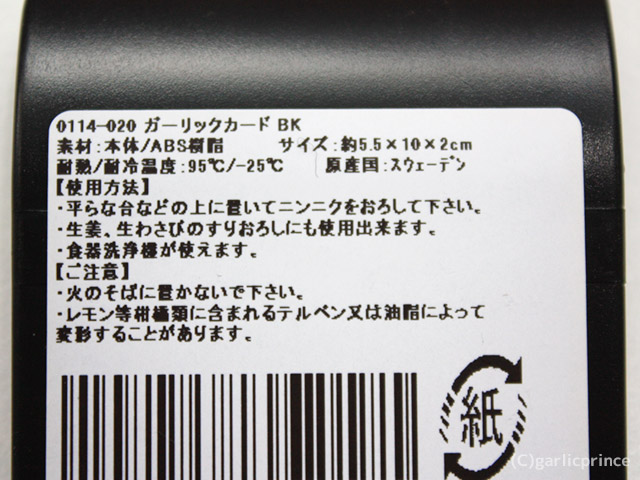 0114-020 ガーリックカード BK
素材:本体/ABS樹脂 サイズ:約5.5×10×2cm
耐熱/耐冷温度:95℃/-25℃ 原産国:スウェーデン
【使用方法】
・平らな台などの上に置いてニンニクをおろして下さい。
・生姜、生わさびのすりおろしにも使用出来ます。
・食器洗浄機が使えます。
【ご注意】
・火のそばに置かないで下さい。
・レモン等柑橘類に含まれるテルペン又は油脂によって
変形することがあります。
紙
(C)garlicprince